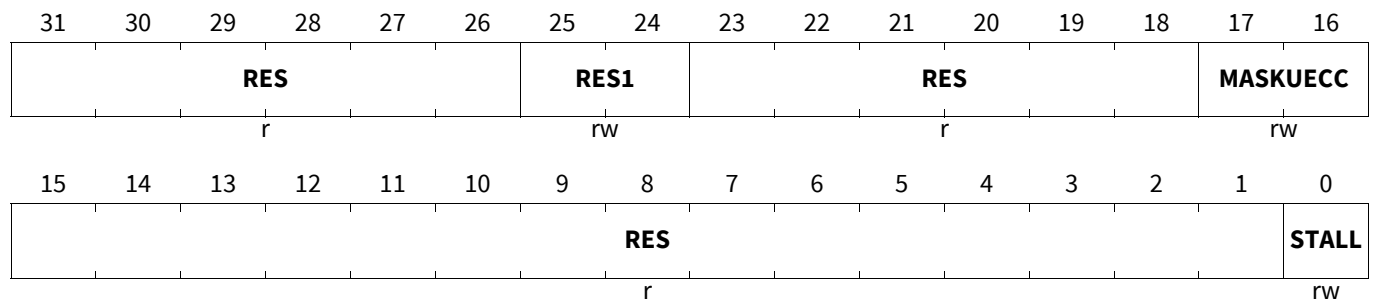 31 30 29 28 27 26 25 24 23 22 21 20 19 18 17 16
RES RES1 RES MASKUECC
r rw r rw
15 14 13 12 11 10 9 8 7 6 5 4 3 2 1 0
RES STALL
r rw